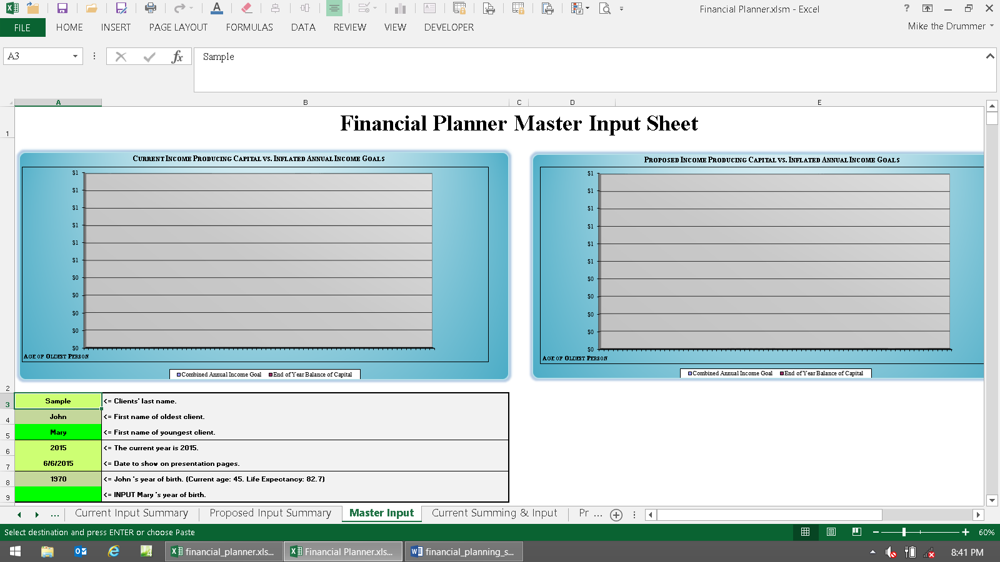 Financial Planner.xlsm - Excel
FILE HOME INSERT PAGE LAYOUT FORMULAS DATA REVIEW VIEW DEVELOPER
Mike the Drummer
A3
fx
Sample
A B C D E
1
Financial Planner Master Input Sheet
CURRENT INCOME PRODUCING CAPITAL VS. INFLATED ANNUAL INCOME GOALS
$1
$1
$1
$1
$1
$1
$0
$0
$0
$0
$0
AGE OF OLDEST PERSON
Combined Annual Income Goal End of Year Balance of Capital
PROPOSED INCOME PRODUCING CAPITAL VS. INFLATED ANNUAL INCOME GOALS
$1
$1
$1
$1
$1
$1
$0
$0
$0
$0
$0
AGE OF OLDEST PERSON
Combined Annual Income Goal End of Year Balance of Capital
2
3 Sample <= Clients' last name.
4 John <= First name of oldest client.
5 Mary <= First name of youngest client.
6 2015 <= The current year is 2015.
7 6/6/2015 <= Date to show on presentation pages.
8 1970 <= John 's year of birth. (Current age: 45. Life Expectancy: 82.7)
9 <= INPUT Mary 's year of birth.
... Current Input Summary Proposed Input Summary Master Input Current Summing & Input Pr ...
Select destination and press ENTER or choose Paste
60%
financial_planner.xls... Financial Planner.xls... financial_planning_s...
8:41 PM